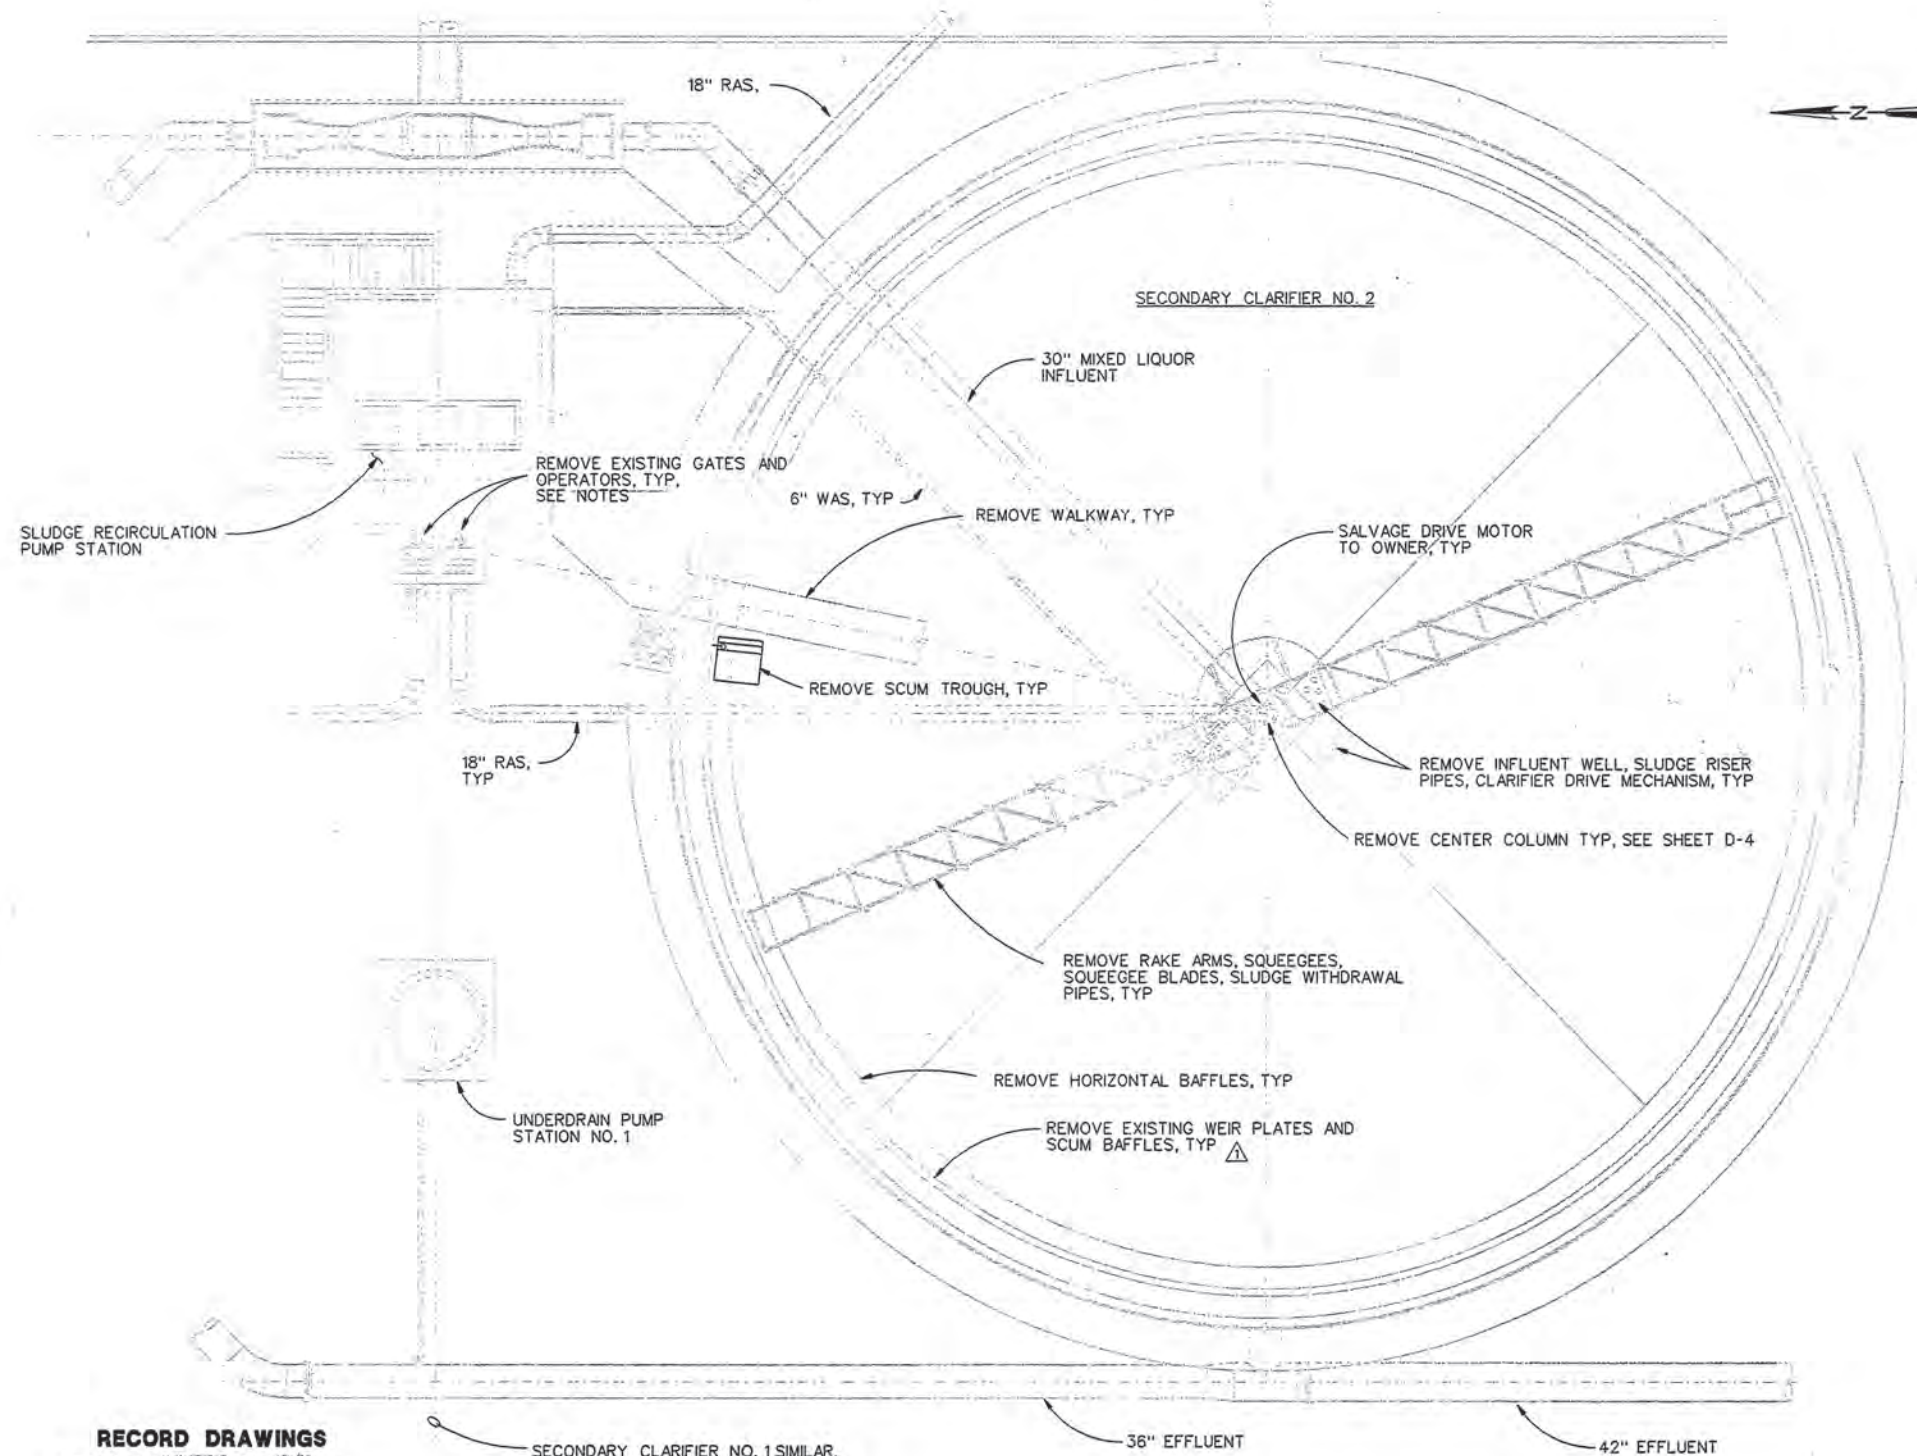 18" RAS,
Z
SECONDARY CLARIFIER NO. 2
30" MIXED LIQUOR
INFLUENT
REMOVE EXISTING GATES AND
OPERATORS, TYP,
SEE NOTES
6" WAS, TYP
REMOVE WALKWAY, TYP
SLUDGE RECIRCULATION
PUMP STATION
SALVAGE DRIVE MOTOR
TO OWNER, TYP
REMOVE SCUM TROUGH, TYP
18" RAS,
TYP
REMOVE INFLUENT WELL, SLUDGE RISER
PIPES, CLARIFIER DRIVE MECHANISM, TYP
REMOVE CENTER COLUMN TYP, SEE SHEET D-4
REMOVE RAKE ARMS, SQUEEGEES,
SQUEEGEE BLADES, SLUDGE WITHDRAWAL
PIPES, TYP
REMOVE HORIZONTAL BAFFLES, TYP
UNDERDRAIN PUMP
STATION NO. 1
REMOVE EXISTING WEIR PLATES AND
SCUM BAFFLES, TYP 1
RECORD DRAWINGS
SECONDARY CLARIFIER NO. 1 SIMILAR.
36" EFFLUENT
42" EFFLUENT